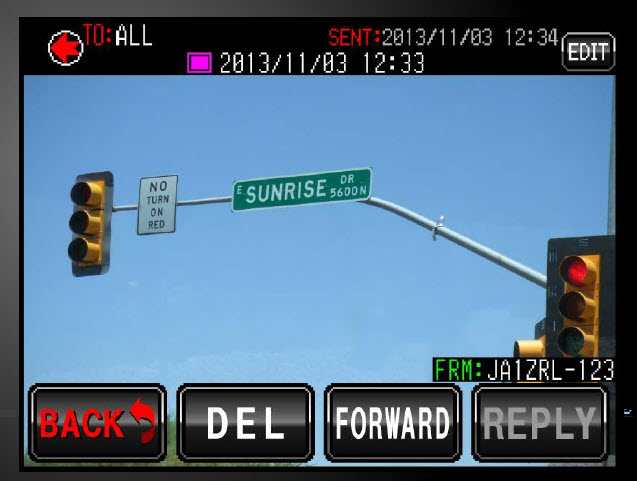 TO:ALL
SENT:2013/11/03 12:34
EDIT
2013/11/03 12:33
NO
TURN
ON
RED
E. SUNRISE DR
5600N
FRM:JA1ZRL-123
BACK
DEL
FORWARD
REPLY